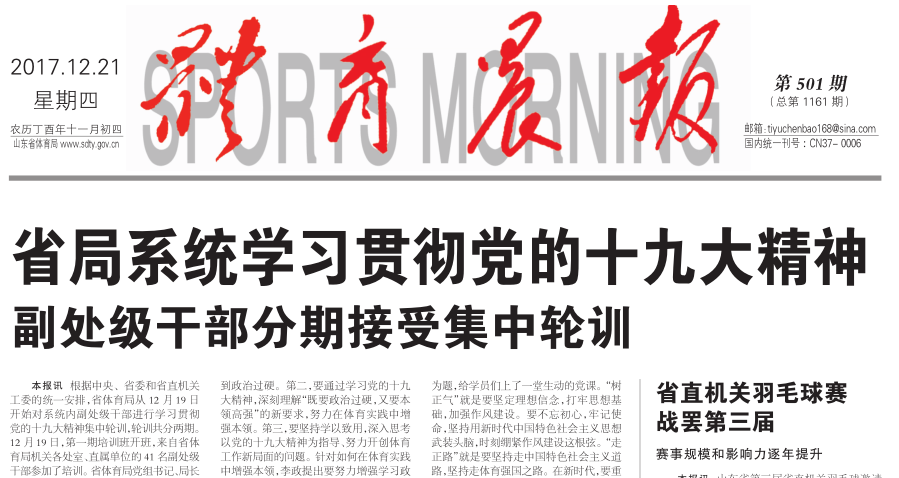 2017.12.21
星期四
农历丁酉年十一月初四
山东省体育局 www.sdty.gov.cn
體育晨報
SPORTS MORNING
第 501 期
（总第 1161 期）
邮箱:tiyuchenbao168@sina.com
国内统一刊号：CN37- 0006
省局系统学习贯彻党的十九大精神
副处级干部分期接受集中轮训
本报讯 根据中央、省委和省直机关
工委的统一安排,省体育局从 12 月 19 日
开始对系统内副处级干部进行学习贯彻
党的十九大精神集中轮训,轮训共分两期。
12 月 19 日,第一期培训班开班,来自省体
育局机关各处室、直属单位的 41 名副处级
干部参加了培训。省体育局党组书记、局长
到政治过硬。第二,要通过学习党的十九
大精神,深刻理解“既要政治过硬,又要本
领高强”的新要求,努力在体育实践中增
强本领。第三,要坚持学以致用,深入思考
以党的十九大精神为指导,努力开创体育
工作新局面的问题。针对如何在体育实践
中增强本领,李政提出要努力增强学习政
为题,给学员们上了一堂生动的党课。“树
正气”就是要坚定理想信念,打牢思想基
础,加强作风建设。要不忘初心,牢记使
命,坚持用新时代中国特色社会主义思想
武装头脑,时刻绷紧作风建设这根弦。“走
正路”就是要坚持走中国特色社会主义道
路,坚持走体育强国之路。在新时代,要重
省直机关羽毛球赛
战罢第三届
赛事规模和影响力逐年提升